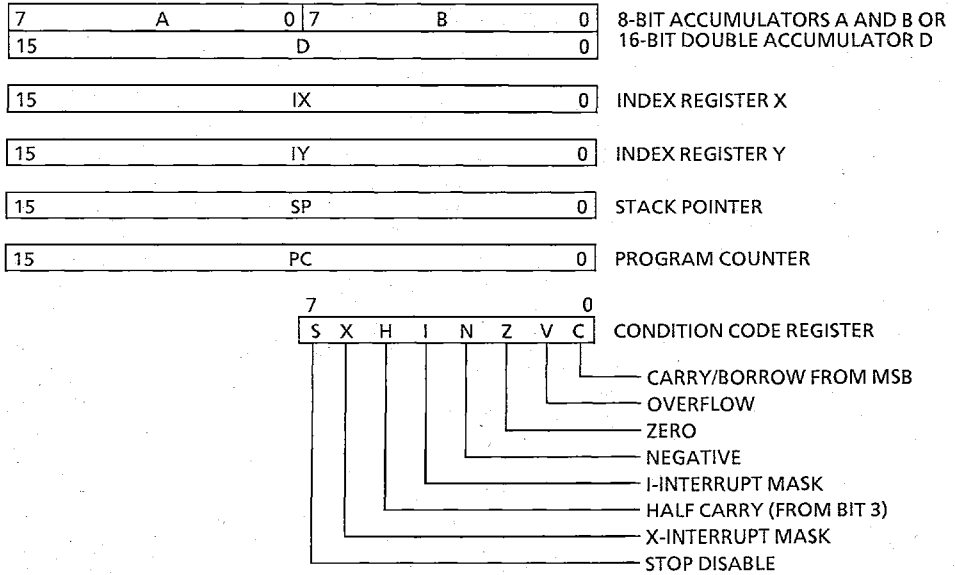 7 A 0 7 B 0 8-BIT ACCUMULATORS A AND B OR
15 D 0 16-BIT DOUBLE ACCUMULATOR D
15 IX 0 INDEX REGISTER X
15 IY 0 INDEX REGISTER Y
15 SP 0 STACK POINTER
15 PC 0 PROGRAM COUNTER
7 0
S X H I N Z V C CONDITION CODE REGISTER
CARRY/BORROW FROM MSB
OVERFLOW
ZERO
NEGATIVE
I-INTERRUPT MASK
HALF CARRY (FROM BIT 3)
X-INTERRUPT MASK
STOP DISABLE